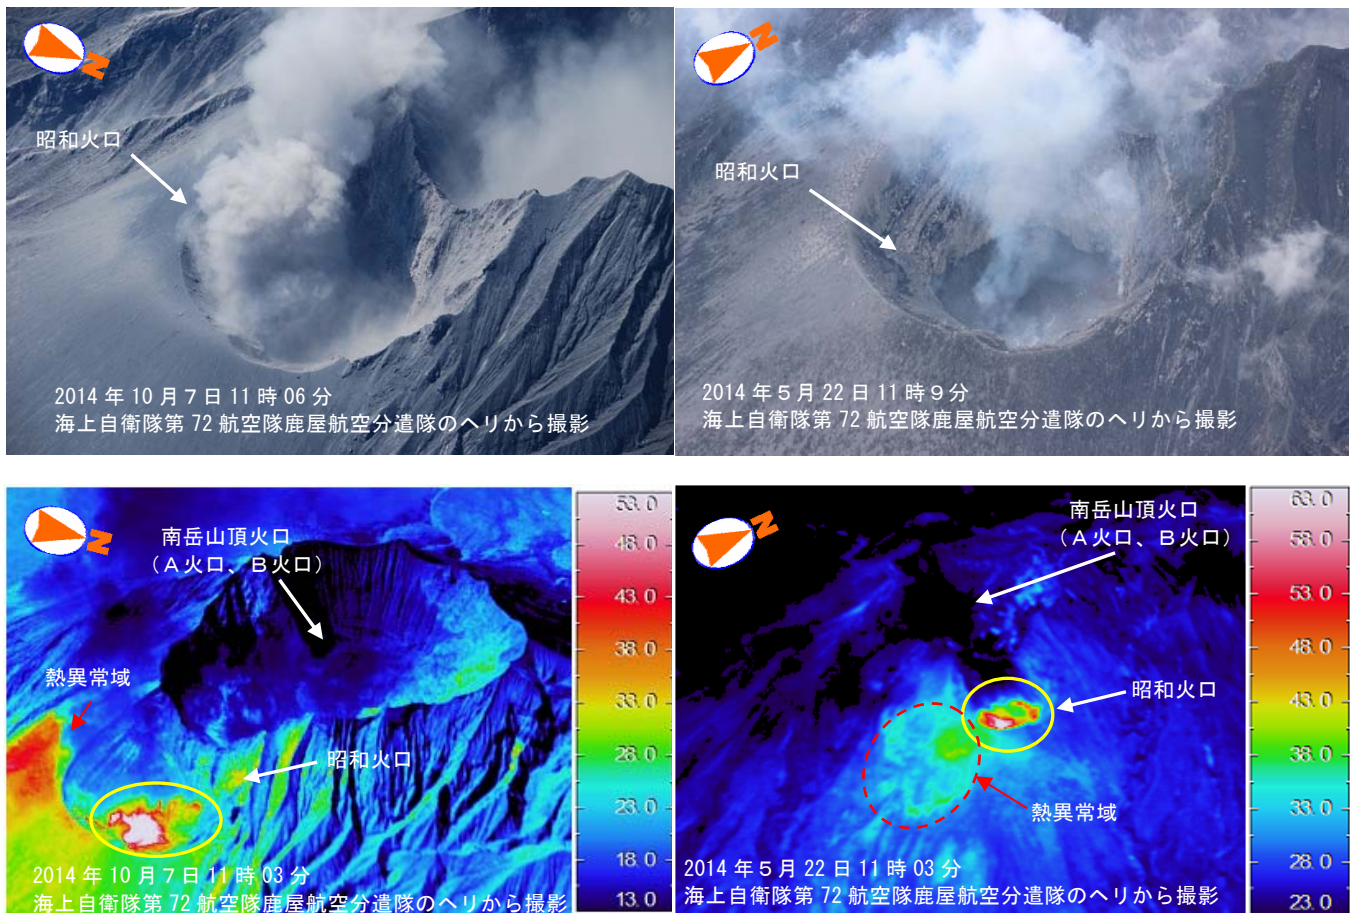 N
昭和火口
2014年10月7日11時06分
海上自衛隊第72航空隊鹿屋航空分遣隊のヘリから撮影
N
昭和火口
2014年5月22日11時9分
海上自衛隊第72航空隊鹿屋航空分遣隊のヘリから撮影
N
南岳山頂火口
(A火口、B火口)
熱異常域
昭和火口
2014年10月7日11時03分
海上自衛隊第72航空隊鹿屋航空分遣隊のヘリから撮影
53.0
48.0
43.0
38.0
33.0
28.0
23.0
18.0
13.0
N
南岳山頂火口
(A火口、B火口)
昭和火口
熱異常域
2014年5月22日11時03分
海上自衛隊第72航空隊鹿屋航空分遣隊のヘリから撮影
63.0
58.0
53.0
48.0
43.0
38.0
33.0
28.0
23.0